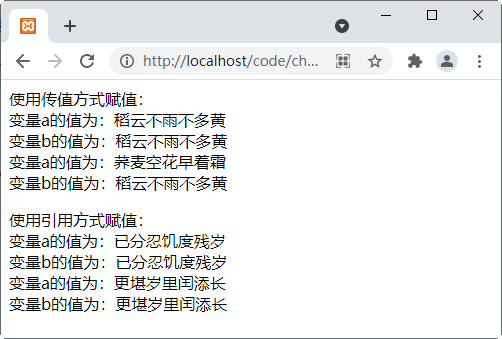 http://localhost/code/ch...
使用传值方式赋值：
变量a的值为：稻云不雨不多黄
变量b的值为：稻云不雨不多黄
变量a的值为：荞麦空花早着霜
变量b的值为：稻云不雨不多黄
使用引用方式赋值：
变量a的值为：已分忍饥度残岁
变量b的值为：已分忍饥度残岁
变量a的值为：更堪岁里闰添长
变量b的值为：更堪岁里闰添长